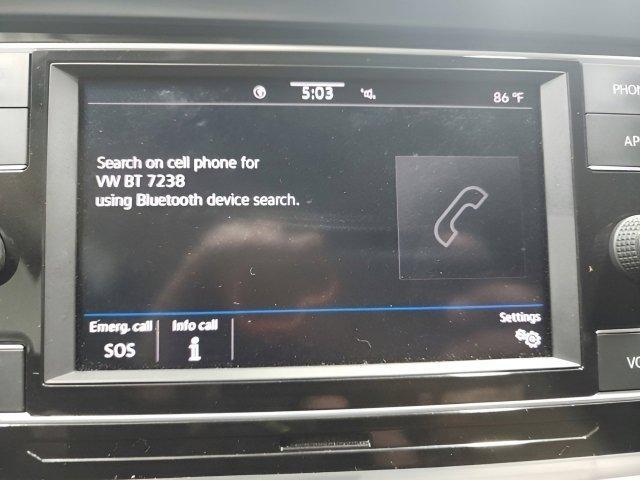 5:03
86 °F
PHON
AP
Search on cell phone for
VW BT 7238
using Bluetooth device search.
Settings
Emerg. call
Info call
SOS
i
VO